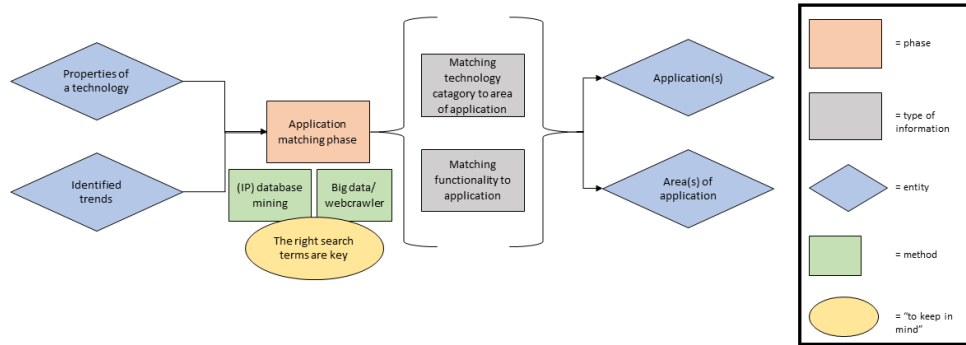 Properties of
a technology
Identified
trends
Application
matching phase
(IP) database
mining
Big data/
webcrawler
The right search
terms are key
Matching
technology
catagory to area
of application
Matching
functionality to
application
Application(s)
Area(s) of
application
= phase
= type of
information
= entity
= method
= “to keep in
mind”